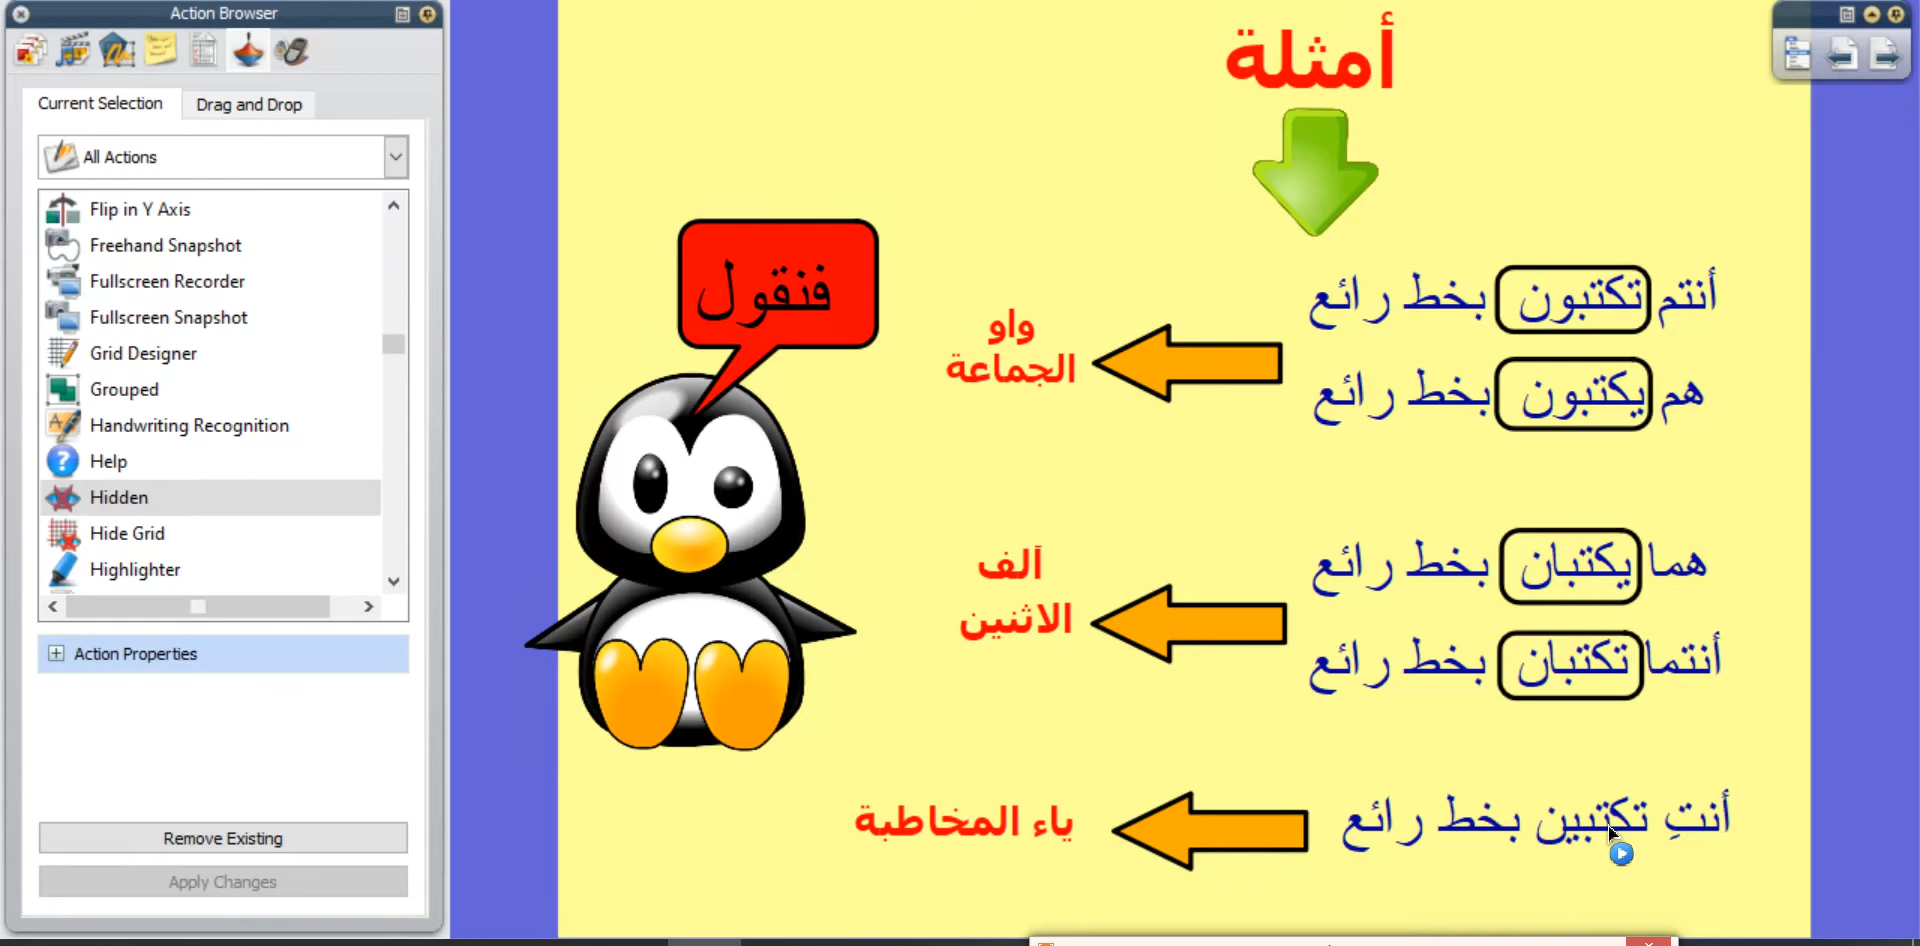 Action Browser
Current Selection
Drag and Drop
All Actions
Flip in Y Axis
Freehand Snapshot
Fullscreen Recorder
Fullscreen Snapshot
Grid Designer
Grouped
Handwriting Recognition
Help
Hidden
Hide Grid
Highlighter
Action Properties
Remove Existing
Apply Changes
أمثلة
فنقول
أنتم تكتبون بخط رائع
هم يكتبون بخط رائع
واو
الجماعة
هما يكتبان بخط رائع
أنتما تكتبان بخط رائع
ألف
الاثنين
أنتِ تكتبين بخط رائع
ياء المخاطبة